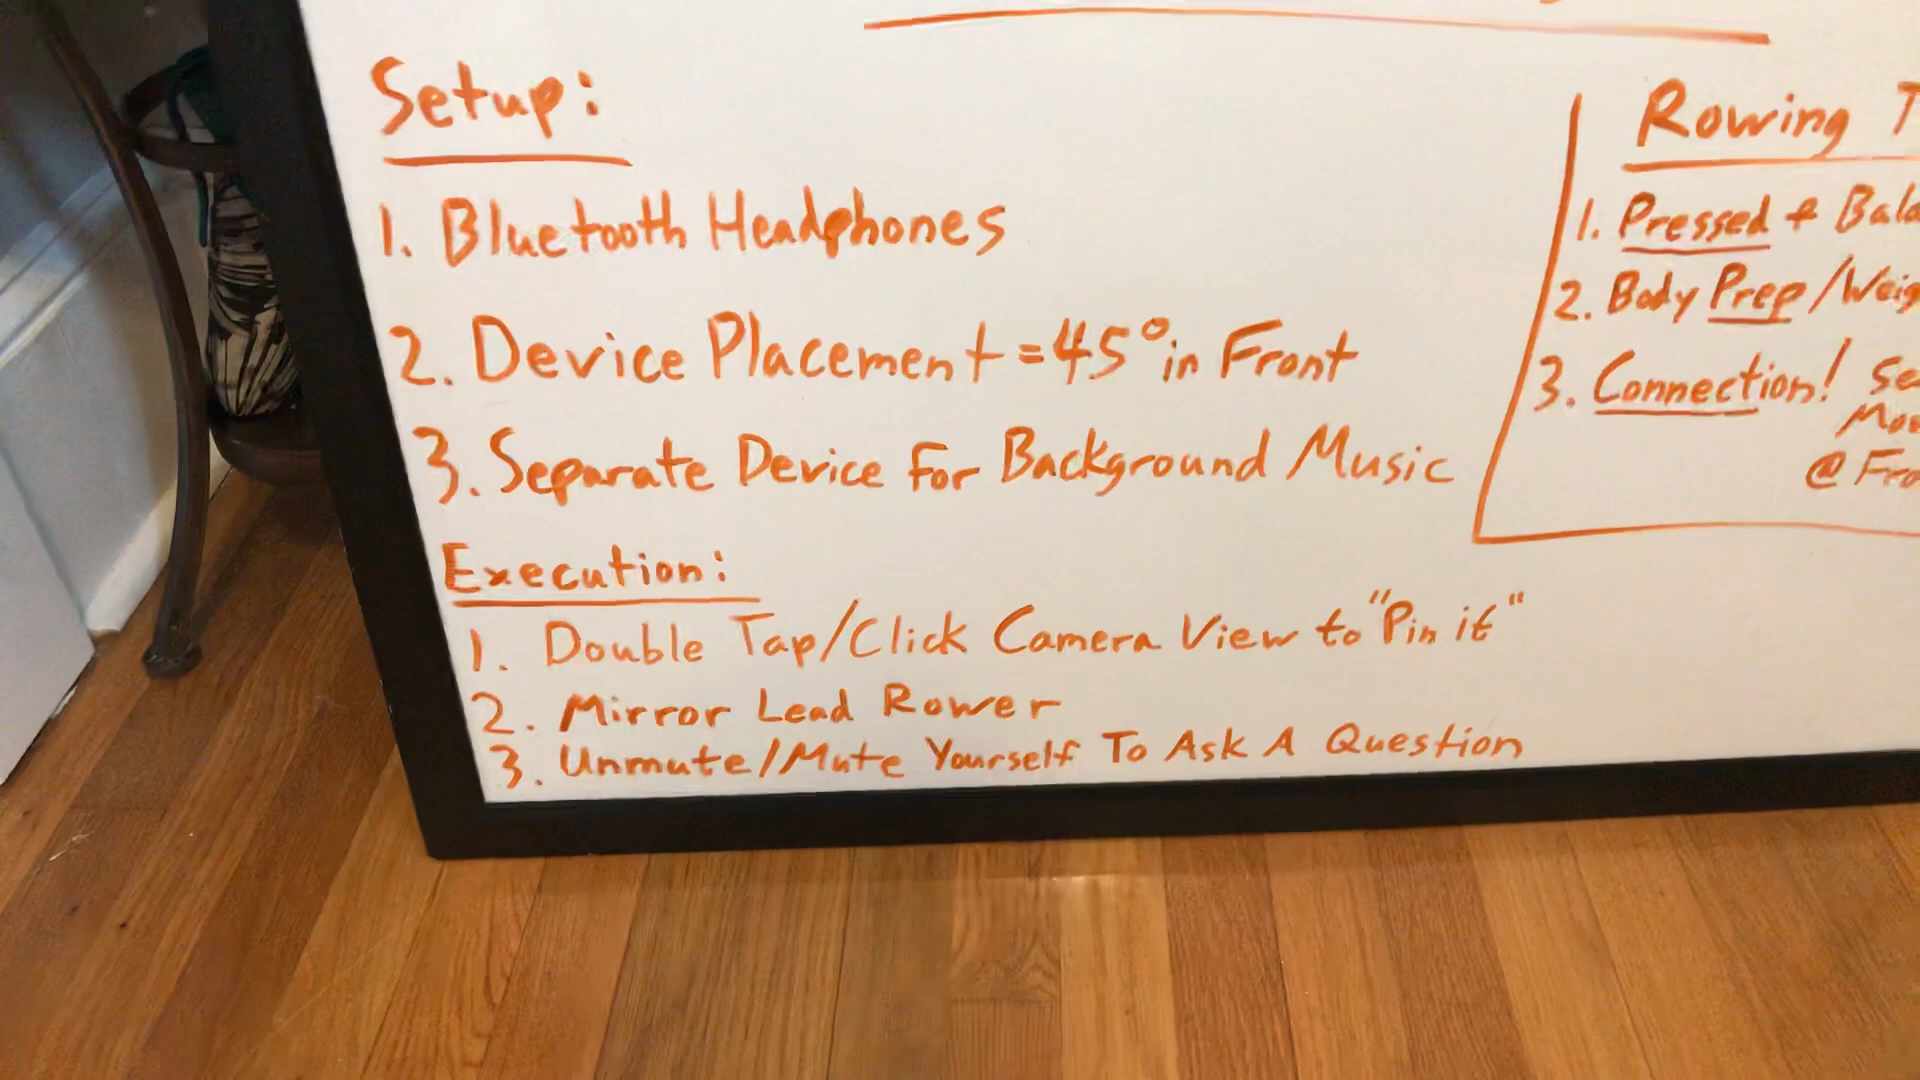 Setup:
1. Bluetooth Headphones
2. Device Placement = 45° in Front
3. Separate Device For Background Music
Execution:
1. Double Tap/Click Camera View to "Pin it"
2. Mirror Lead Rower
3. Unmute/Mute Yourself To Ask A Question
Rowing
1. Pressed +
2. Body Prep/
3. Connection!
@